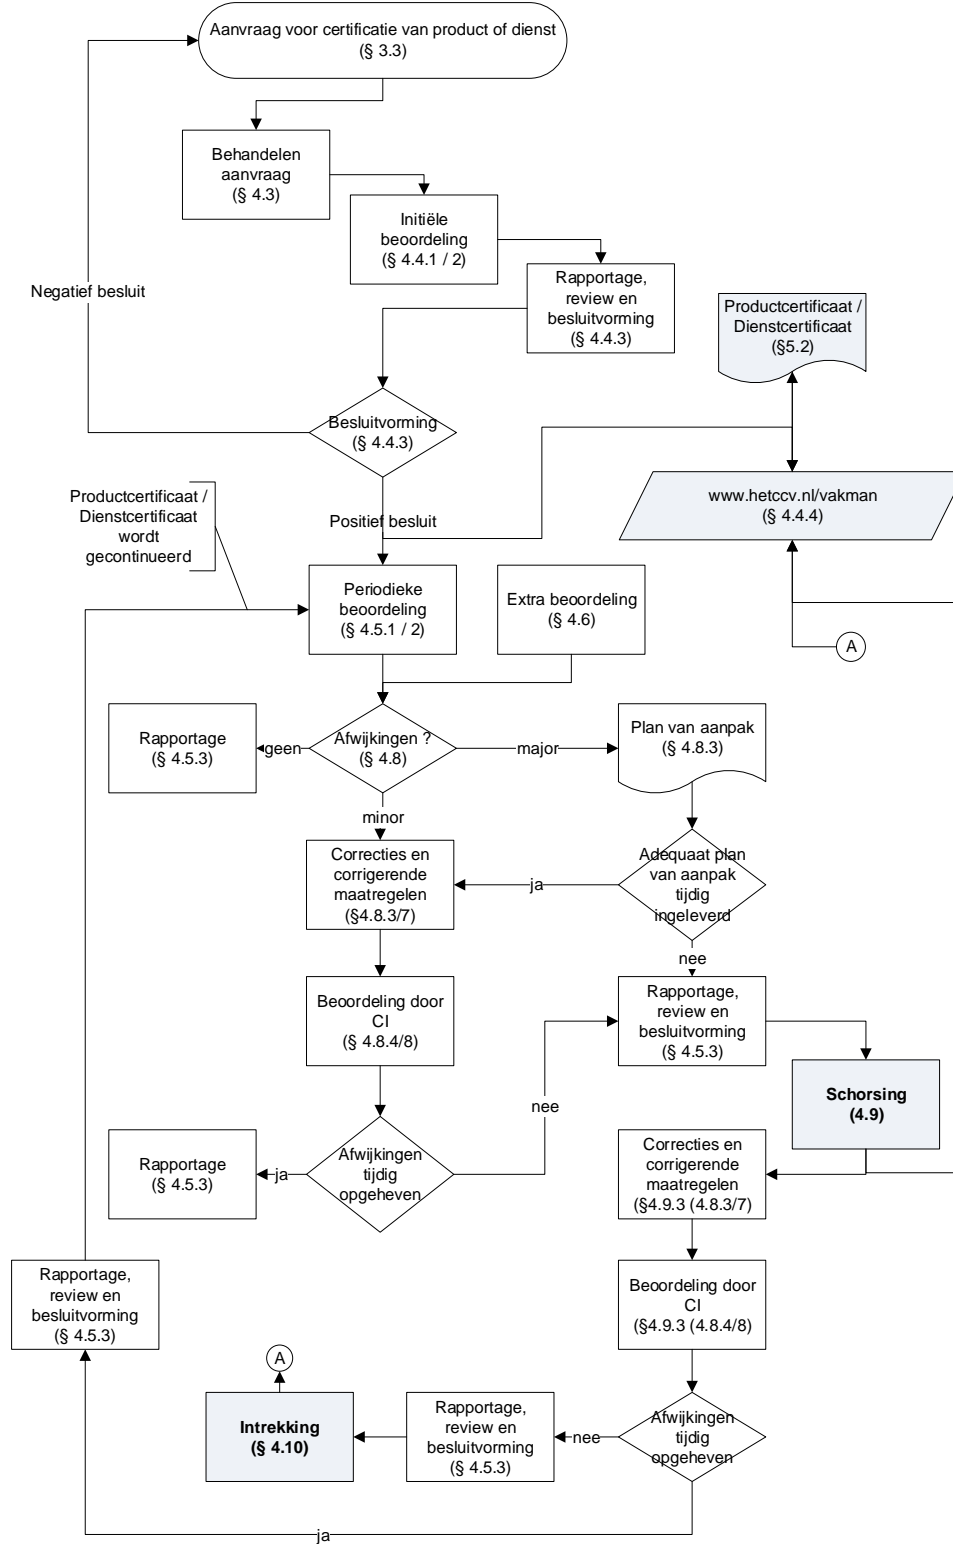 Aanvraag voor certificatie van product of dienst
(§ 3.3)
Behandelen
aanvraag
(§ 4.3)
Initiële
beoordeling
(§ 4.4.1 / 2)
Rapportage,
review en
besluitvorming
(§ 4.4.3)
Negatief besluit
Productcertificaat /
Dienstcertificaat
(§5.2)
Besluitvorming
(§ 4.4.3)
www.hetccv.nl/vakman
(§ 4.4.4)
Productcertificaat /
Dienstcertificaat
wordt
gecontinueerd
Positief besluit
Periodieke
beoordeling
(§ 4.5.1 / 2)
Extra beoordeling
(§ 4.6)
A
Rapportage
(§ 4.5.3)
geen
Afwijkingen ?
(§ 4.8)
major
Plan van aanpak
(§ 4.8.3)
minor
Correcties en
corrigerende
maatregelen
(§4.8.3/7)
ja
Adequaat plan
van aanpak
tijdig
ingeleverd
nee
Beoordeling door
CI
(§ 4.8.4/8)
Rapportage,
review en
besluitvorming
(§ 4.5.3)
Schorsing
(4.9)
nee
Rapportage
(§ 4.5.3)
ja
Afwijkingen
tijdig
opgeheven
Correcties en
corrigerende
maatregelen
(§4.9.3 (4.8.3/7)
Rapportage,
review en
besluitvorming
(§ 4.5.3)
Beoordeling door
CI
(§4.9.3 (4.8.4/8)
A
Intrekking
(§ 4.10)
Rapportage,
review en
besluitvorming
(§ 4.5.3)
nee
Afwijkingen
tijdig
opgeheven
ja